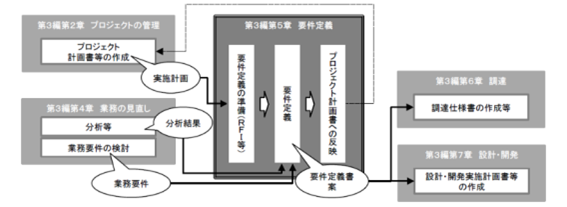 第3編第2章 プロジェクトの管理
プロジェクト
計画書等の作成
実施計画
第3編第4章 業務の見直し
分析等
分析結果
業務要件の検討
業務要件
第3編第5章 要件定義
要件定義の準備(RFI等)
要件定義
プロジェクト計画書への反映
要件定義書
案
第3編第6章 調達
調達仕様書の作成等
第3編第7章 設計・開発
設計・開発実施計画書等
の作成